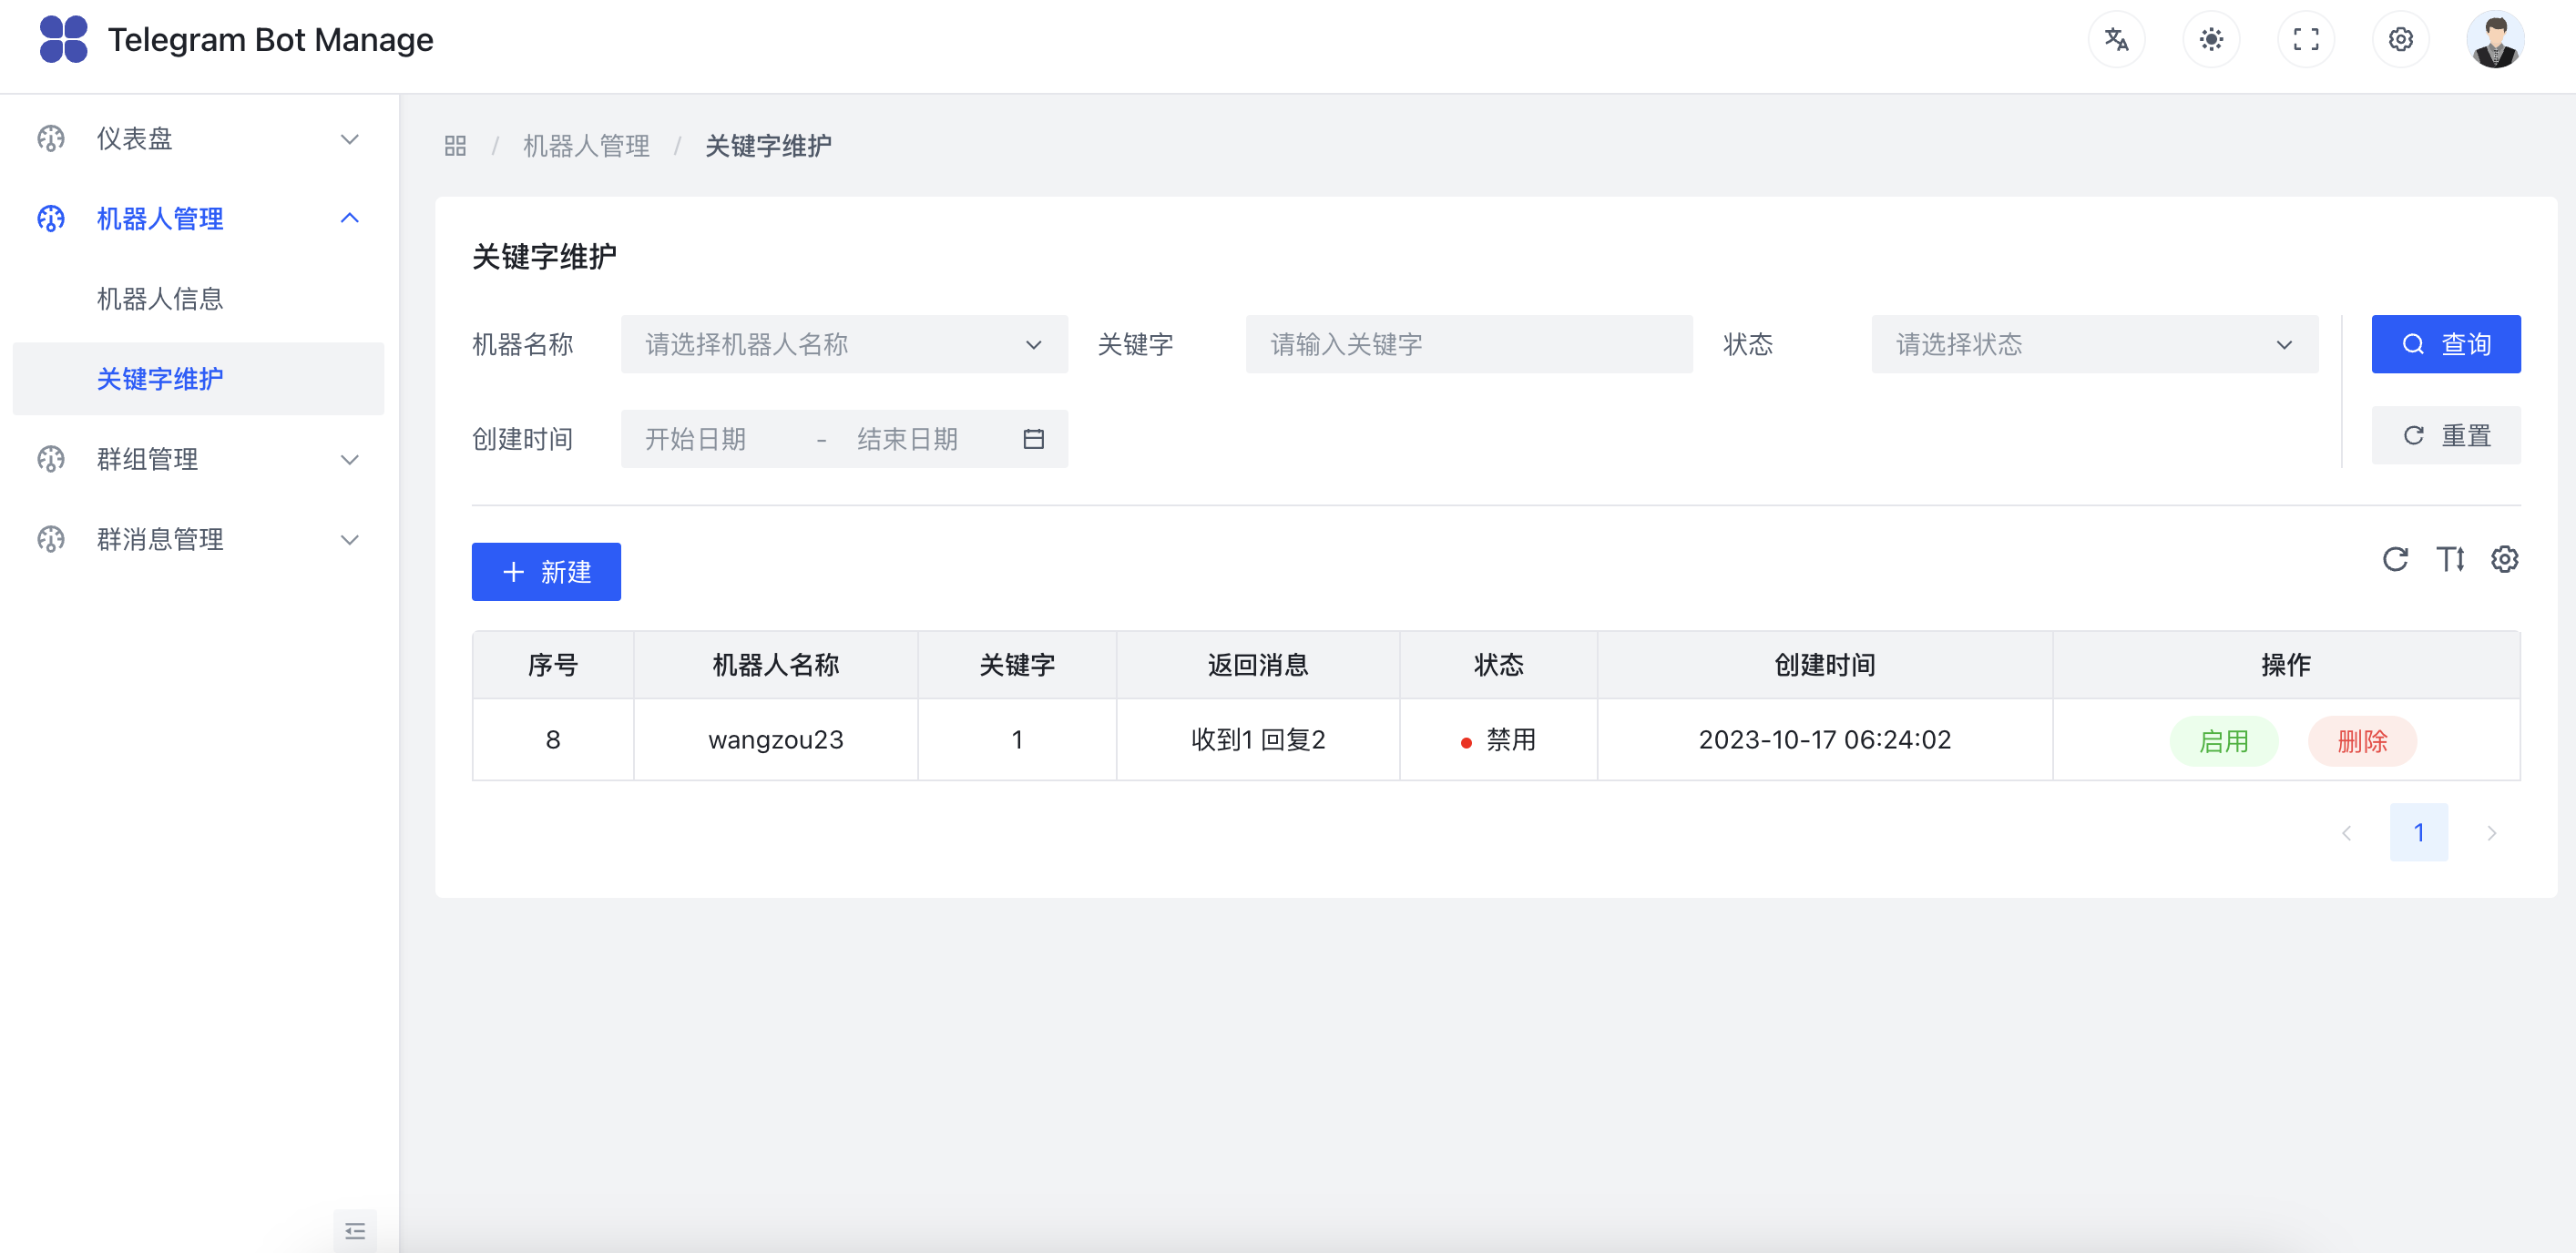 Telegram Bot Manage
仪表盘
机器人管理
机器人信息
关键字维护
群组管理
群消息管理
/ 机器人管理 / 关键字维护
关键字维护
机器名称 请选择机器人名称 关键字 请输入关键字 状态 请选择状态 查询
创建时间 开始日期 - 结束日期 重置
+ 新建
序号 机器人名称 关键字 返回消息 状态 创建时间 操作
8 wangzou23 1 收到1 回复2 禁用 2023-10-17 06:24:02 启用 删除
1